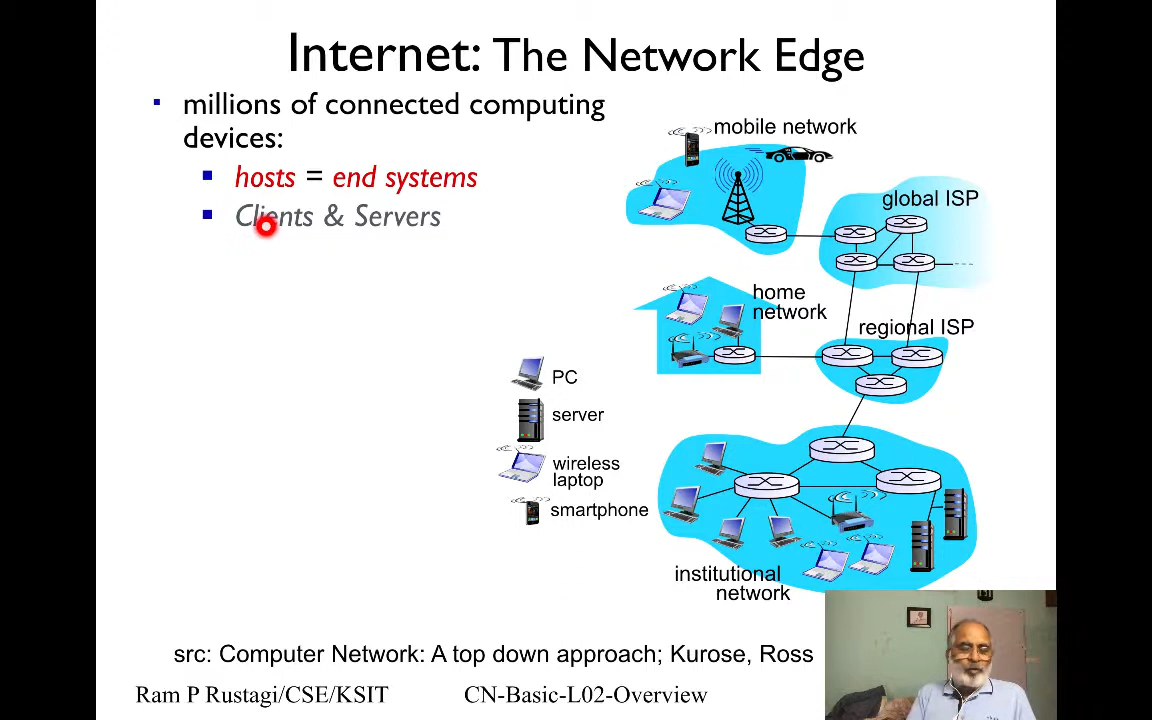 Internet: The Network Edge
millions of connected computing
devices:
hosts = end systems
Clients & Servers
mobile network
global ISP
home
network
regional ISP
PC
server
wireless
laptop
smartphone
institutional
network
src: Computer Network: A top down approach; Kurose, Ross
Ram P Rustagi/CSE/KSIT
CN-Basic-L02-Overview